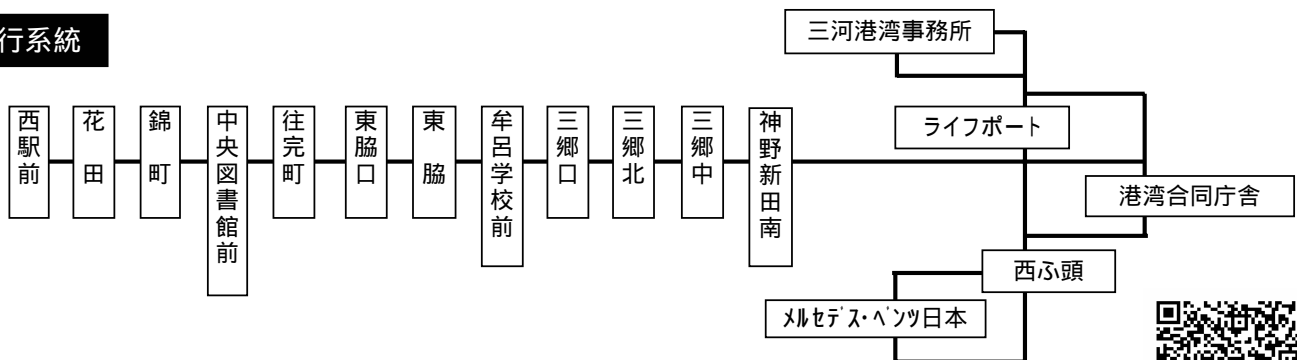 行系統
三河港湾事務所
西駅前
花田
錦町
中央図書館前
往完町
東脇口
東脇
牟呂学校前
三郷口
三郷北
三郷中
神野新田南
ライフポート
港湾合同庁舎
西ふ頭
ﾒﾙｾﾃﾞｽ･ﾍﾞﾝﾂ日本